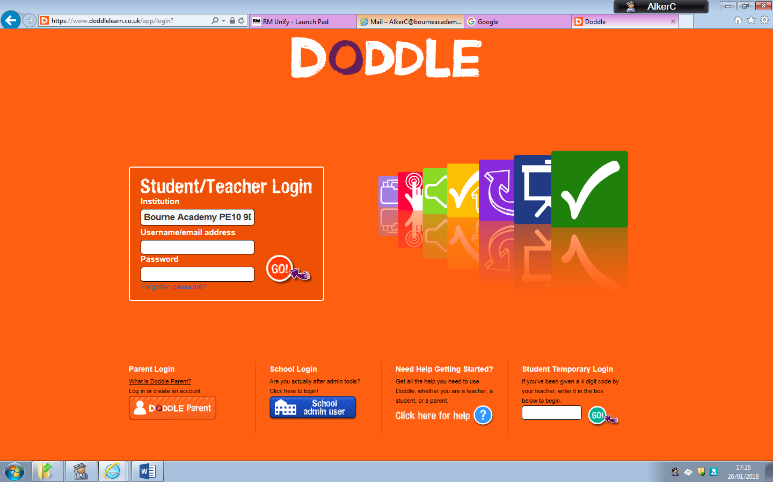 AlkerC
https://www.doddlelearn.co.uk/app/login?
RM Unify - Launch Pad
Mail – AlkerC@bourneacadem...
Google
Doddle
DODDLE
Student/Teacher Login
Institution
Bourne Academy PE10 9
Username/email address
Password
GO!
Forgotten password?
Parent Login
What is Doddle Parent?
Log in or create an account
DODDLE Parent
School Login
Are you actually after admin tools?
Click here to login!
School
admin user
Need Help Getting Started?
Get all the help you need to use
Doddle, whether you are a teacher, a
student, or a parent.
Click here for help ?
Student Temporary Login
If you've been given a 4 digit code by
your teacher, write it in the box
below to begin.
GO!
26/01/2018